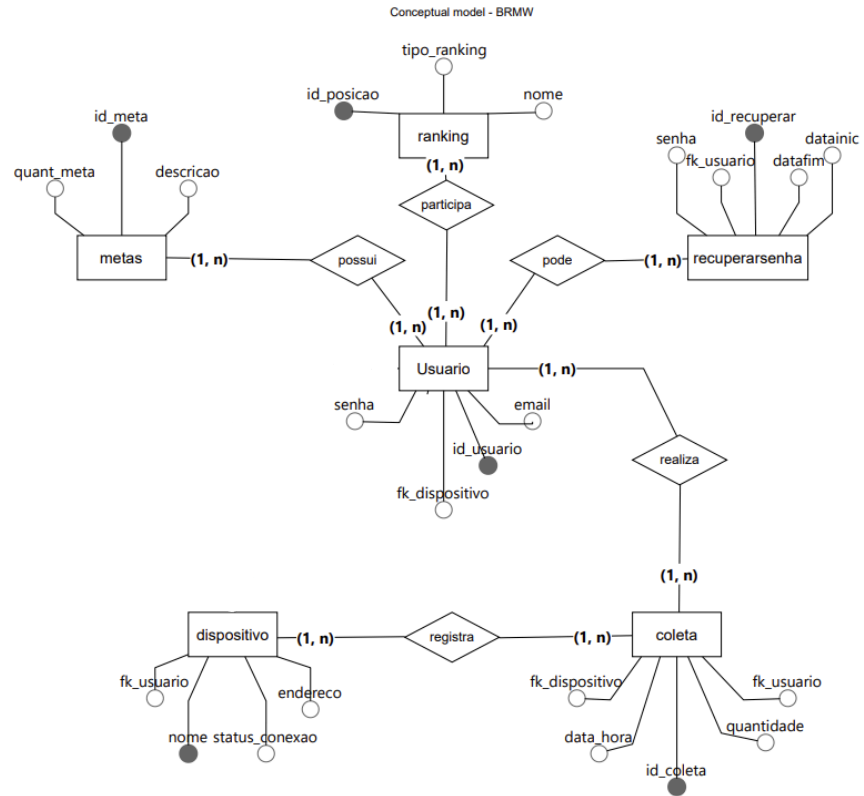 Conceptual model - BRMW
tipo_ranking
id_posicao
nome
ranking
(1, n)
participa
(1, n)
id_meta
quant_meta
descricao
metas
(1, n)
possui
(1, n)
id_recuperar
senha
datainic
fk_usuario
datafim
recuperarsenha
(1, n)
pode
(1, n)
Usuario
(1, n)
senha
email
id_usuario
fk_dispositivo
realiza
(1, n)
dispositivo
(1, n)
registra
(1, n)
coleta
fk_usuario
endereco
nome
status_conexao
fk_dispositivo
fk_usuario
data_hora
quantidade
id_coleta